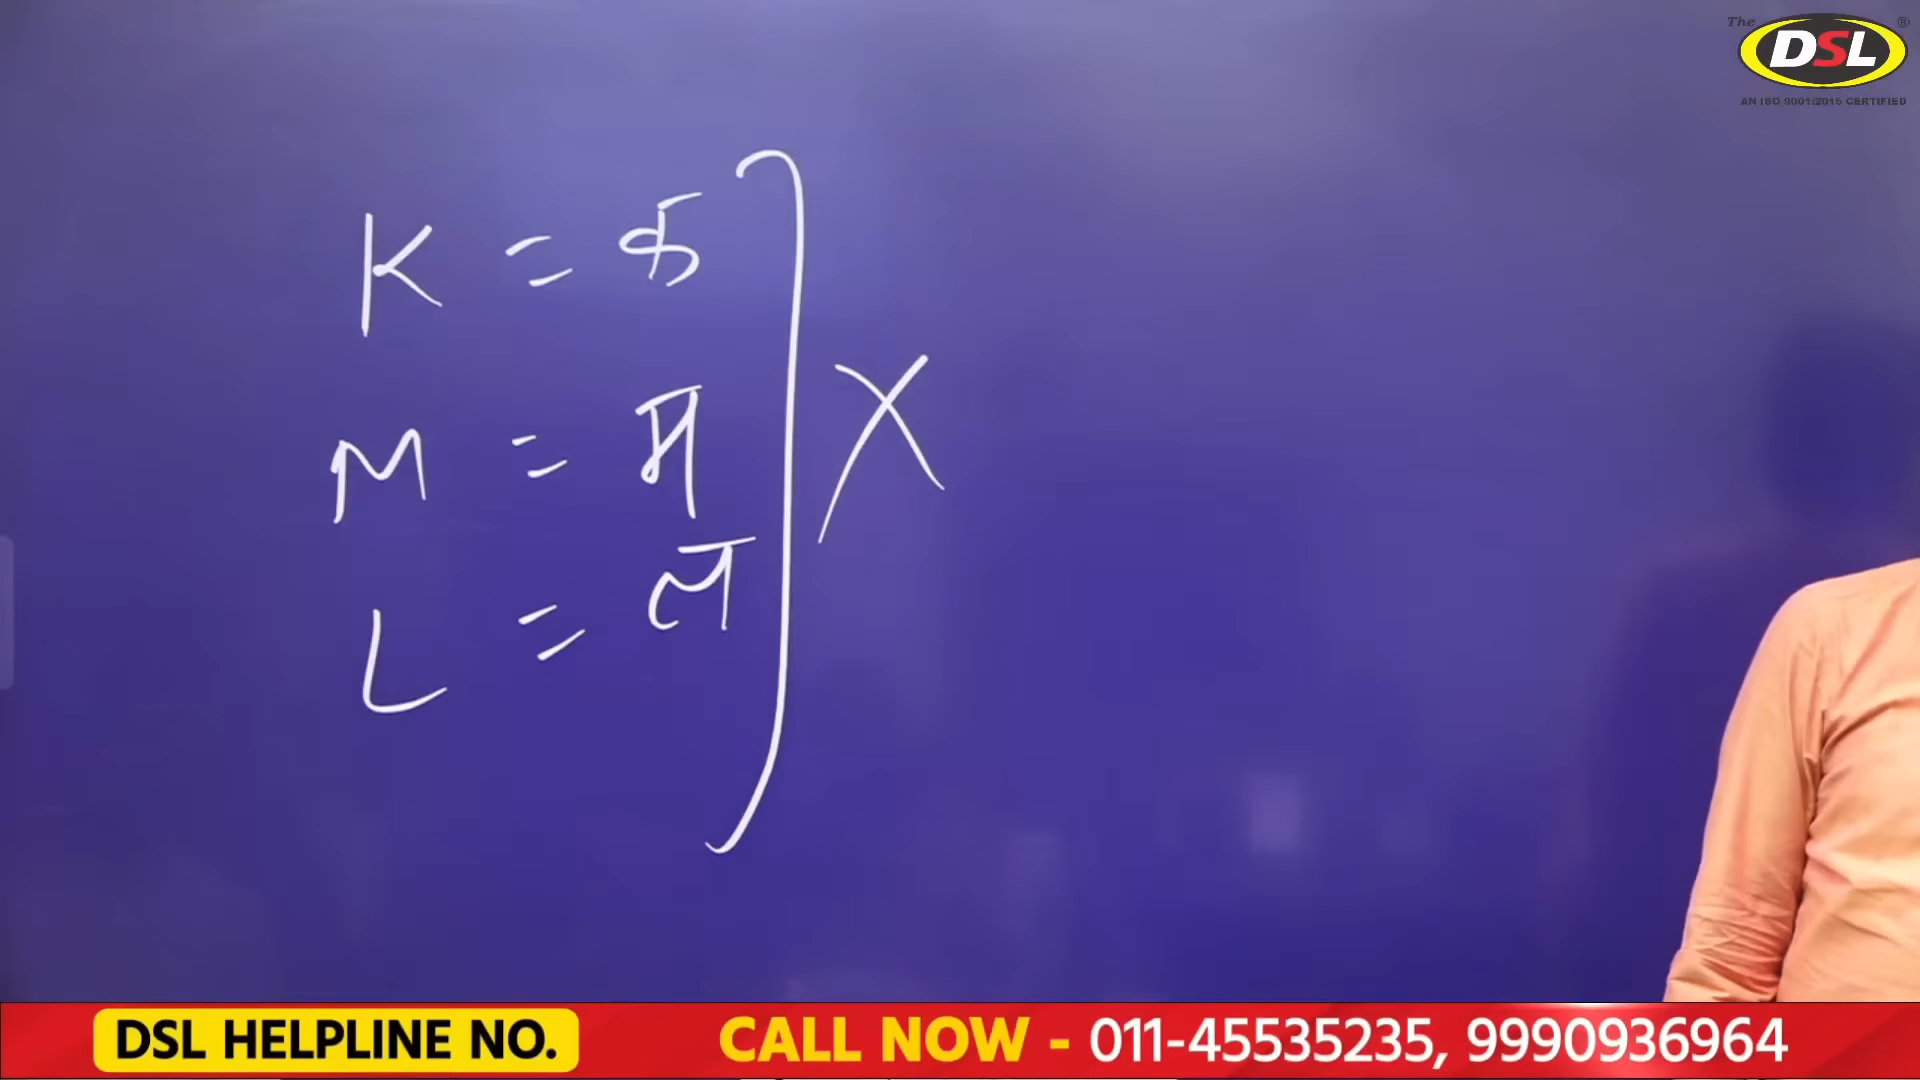 The DSL ®
AN ISO 9001:2015 CERTIFIED
K = क
M = म
L = ल
X
DSL HELPLINE NO. CALL NOW - 011-45535235, 9990936964